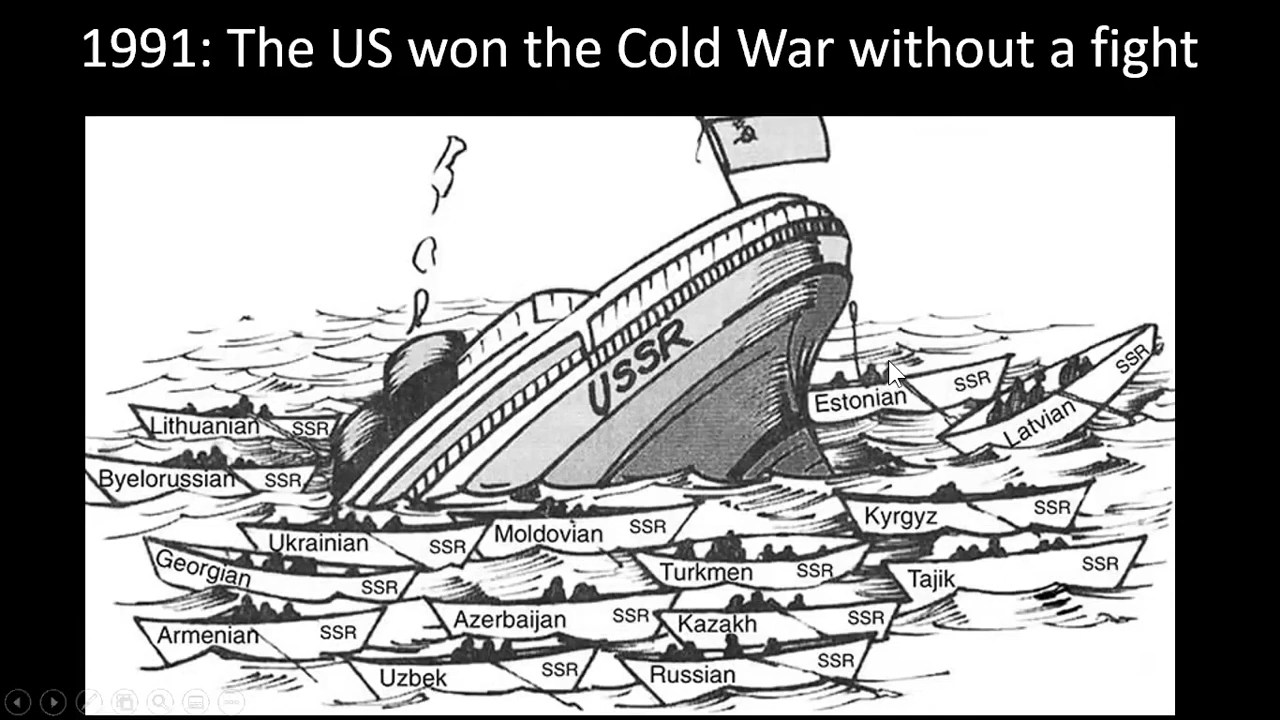 1991: The US won the Cold War without a fight
USSR
Lithuanian SSR
Byelorussian SSR
Estonian SSR
Latvian SSR
Ukrainian SSR
Moldovian SSR
Kyrgyz SSR
Georgian SSR
Turkmen SSR
Tajik SSR
Armenian SSR
Azerbaijan SSR
Kazakh SSR
Uzbek SSR
Russian SSR